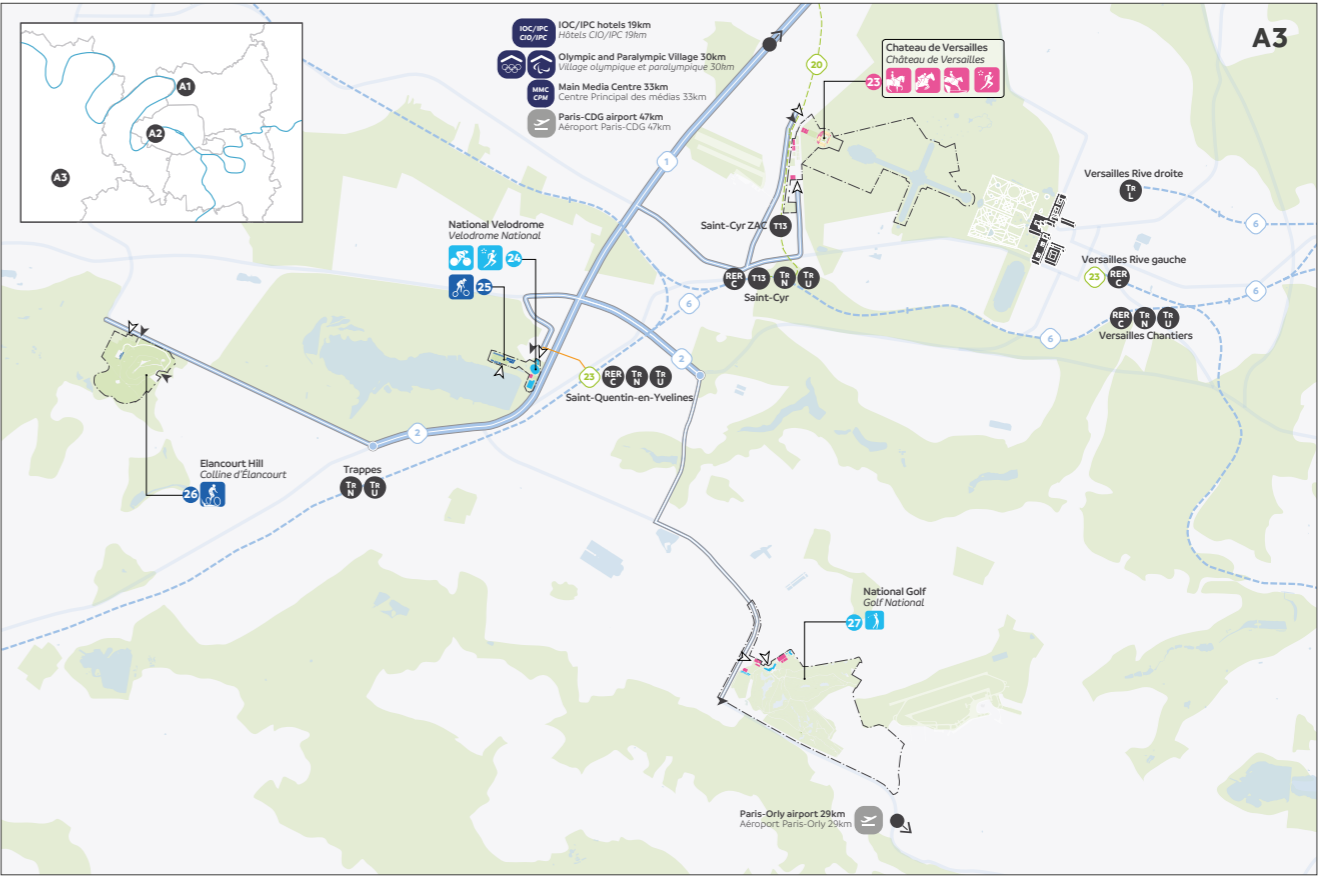 A3
A1
A2
A3
IOC/IPC
CIO/IPC
IOC/IPC hotels 19km
Hôtels CIO/IPC 19km
Olympic and Paralympic Village 30km
Village olympique et paralympique 30km
MMC
CPM
Main Media Centre 33km
Centre Principal des médias 33km
Paris-CDG airport 47km
Aéroport Paris-CDG 47km
20
Chateau de Versailles
Château de Versailles
23
1
Versailles Rive droite
TR
L
6
Saint-Cyr ZAC
T13
National Velodrome
Velodrome National
24
25
RER
C
T13
TR
N
TR
U
Saint-Cyr
Versailles Rive gauche
23
RER
C
6
6
RER
C
TR
N
TR
U
Versailles Chantiers
6
2
23
RER
C
TR
N
TR
U
Saint-Quentin-en-Yvelines
2
Elancourt Hill
Colline d'Élancourt
26
Trappes
TR
N
TR
U
National Golf
Golf National
27
Paris-Orly airport 29km
Aéroport Paris-Orly 29km